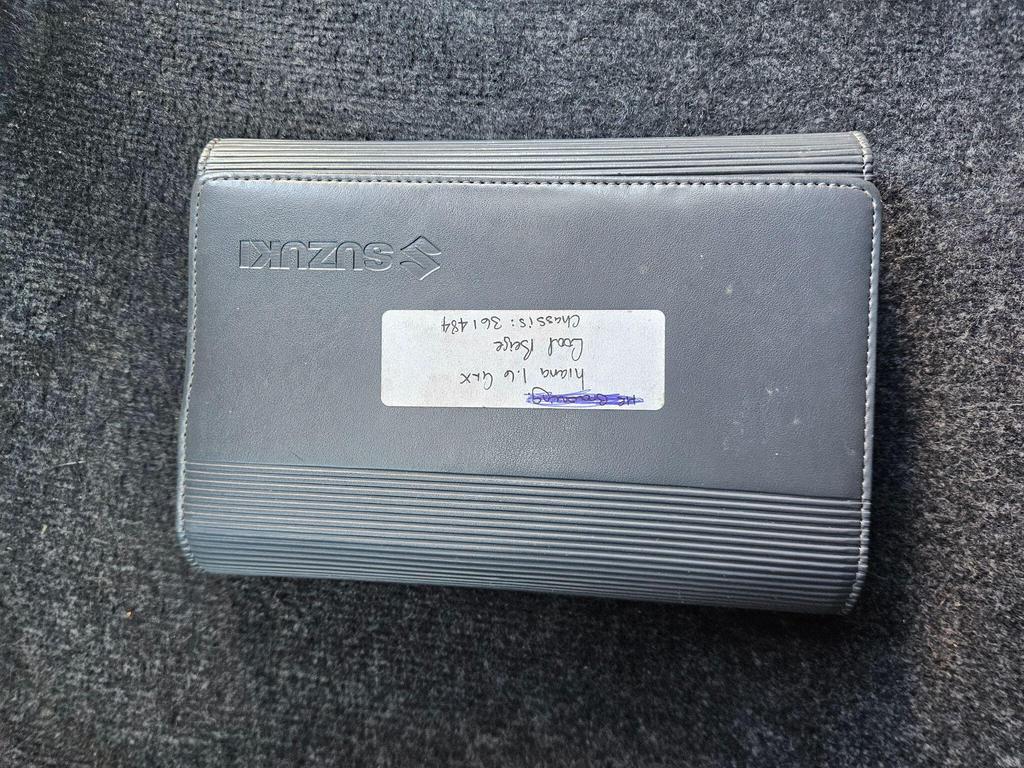 Liana 1.6 GLX
Cool Beige
Chassis: 361484
SUZUKI